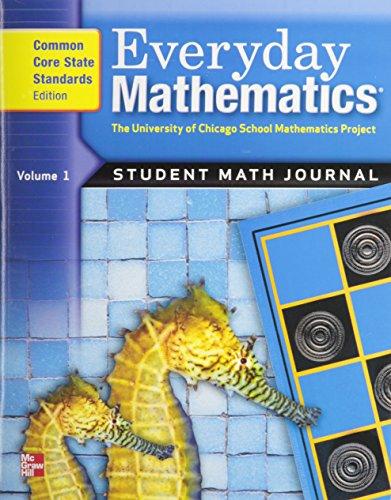 Common
Core State
Standards
Edition
Everyday
Mathematics®
The University of Chicago School Mathematics Project
Volume 1
STUDENT MATH JOURNAL
Mc
Graw
Hill